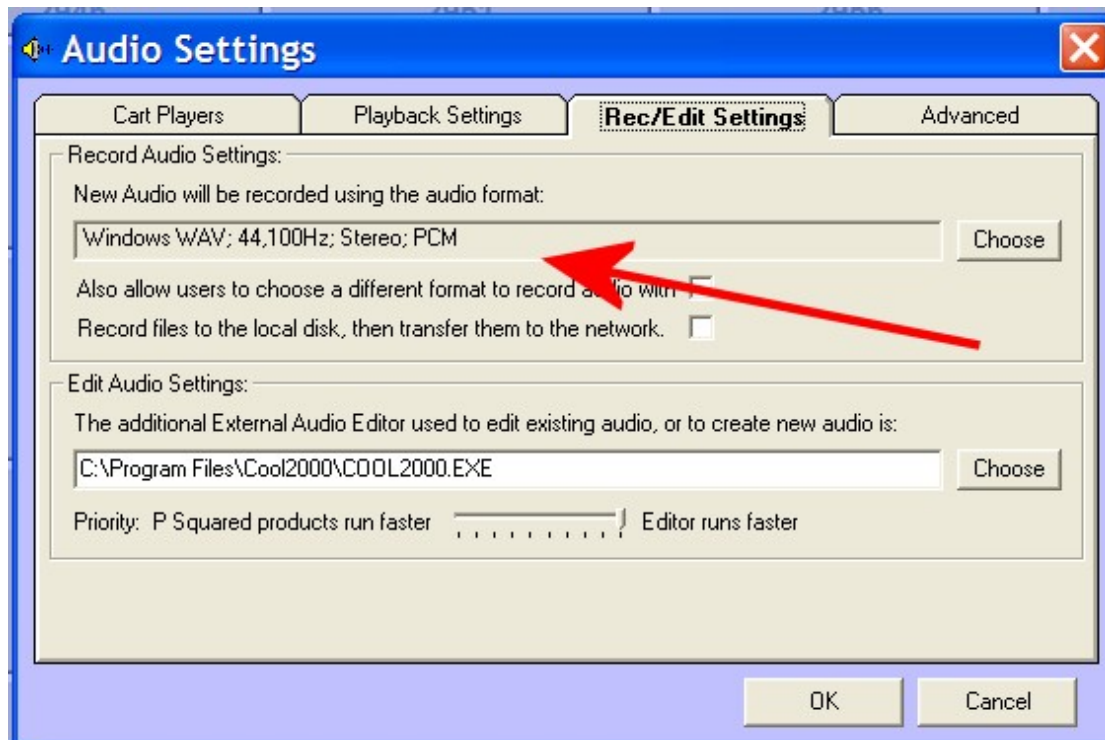 Audio Settings
Cart Players Playback Settings Rec/Edit Settings Advanced
Record Audio Settings:
New Audio will be recorded using the audio format:
Windows WAV; 44,100Hz; Stereo; PCM Choose
Also allow users to choose a different format to record audio with
Record files to the local disk, then transfer them to the network.
Edit Audio Settings:
The additional External Audio Editor used to edit existing audio, or to create new audio is:
C:\Program Files\Cool2000\COOL2000.EXE Choose
Priority: P Squared products run faster Editor runs faster
OK Cancel